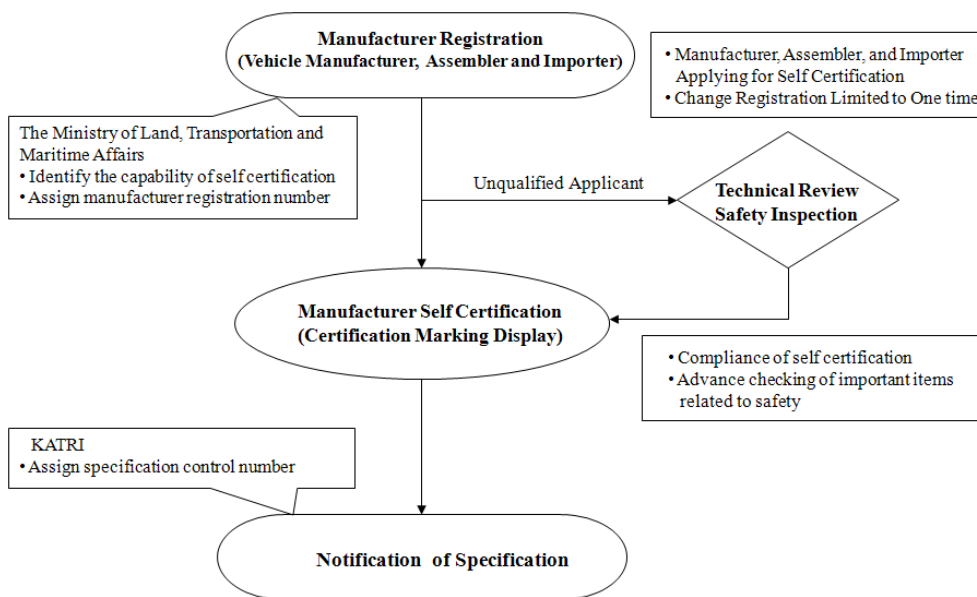 Manufacturer Registration
(Vehicle Manufacturer, Assembler and Importer)
• Manufacturer, Assembler, and Importer
Applying for Self Certification
• Change Registration Limited to One time
The Ministry of Land, Transportation and
Maritime Affairs
• Identify the capability of self certification
• Assign manufacturer registration number
Unqualified Applicant
Technical Review
Safety Inspection
Manufacturer Self Certification
(Certification Marking Display)
• Compliance of self certification
• Advance checking of important items
related to safety
KATRI
• Assign specification control number
Notification of Specification